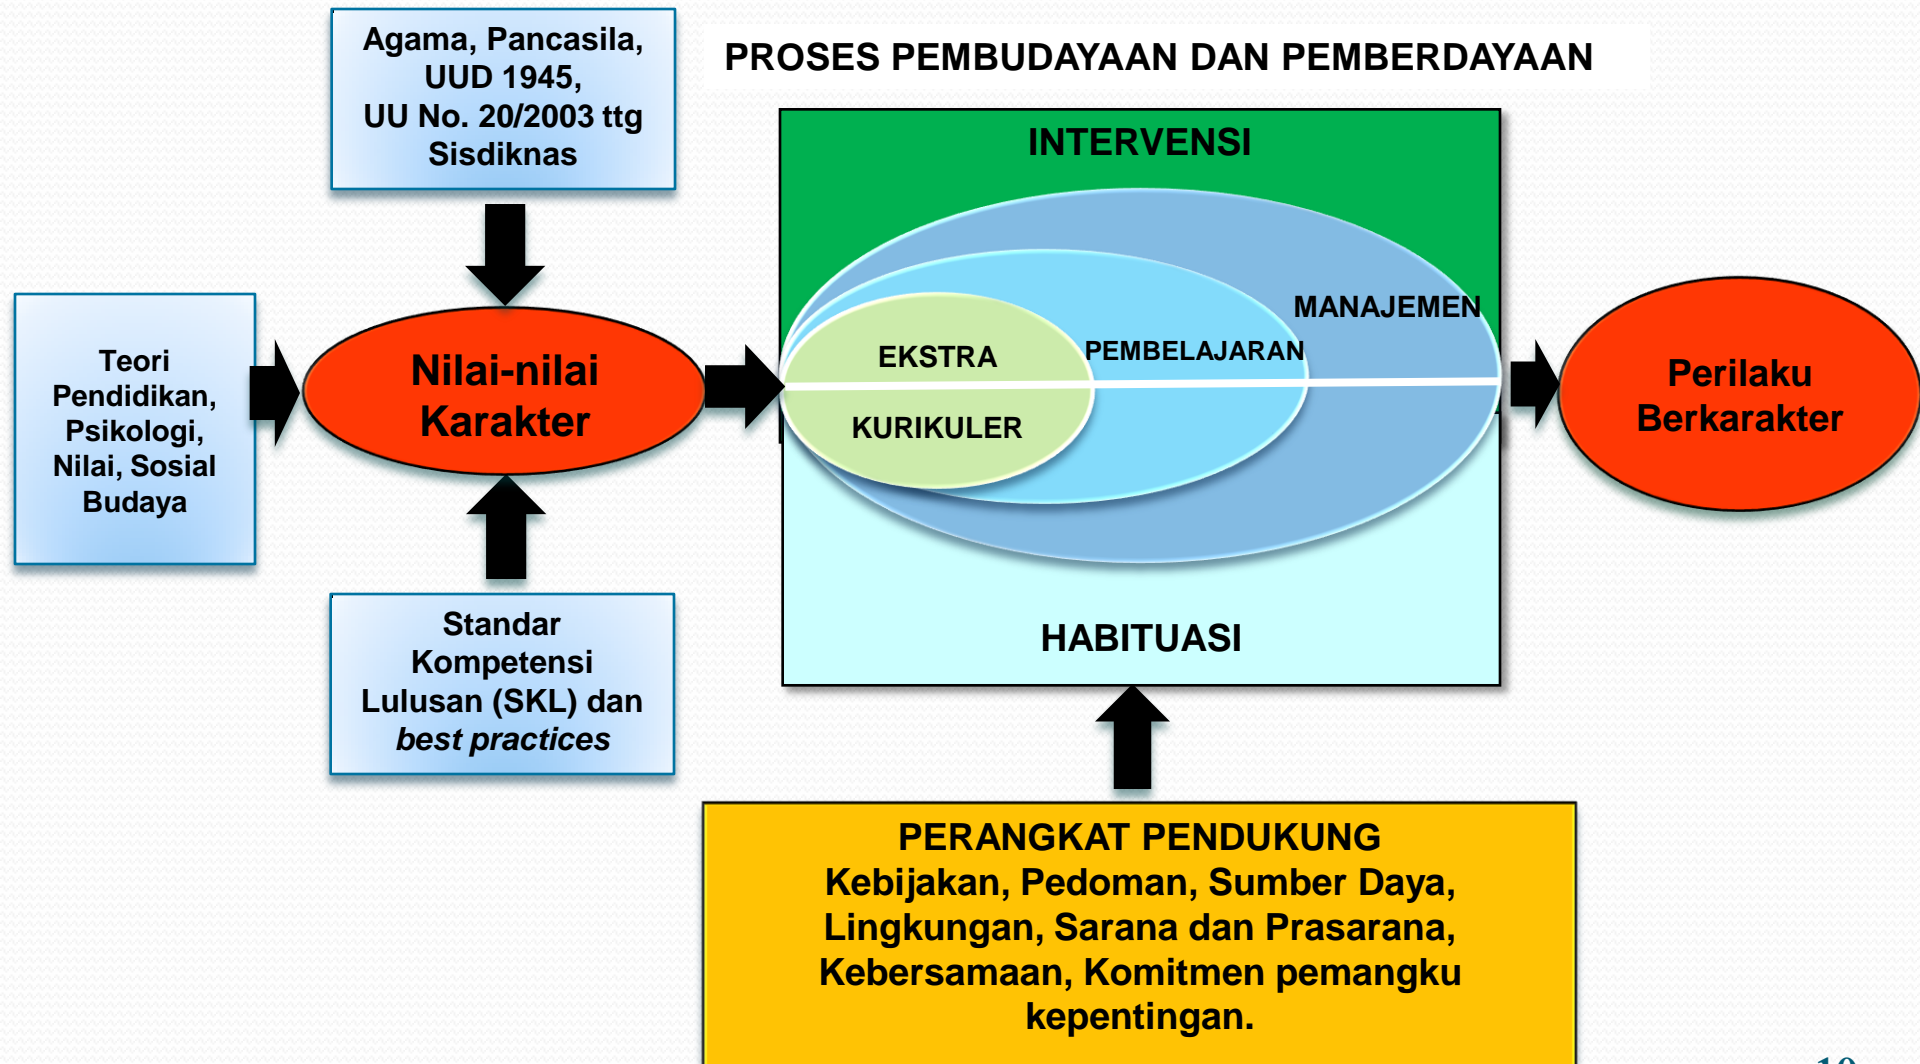 Agama, Pancasila,
UUD 1945,
UU No. 20/2003 ttg
Sisdiknas
PROSES PEMBUDAYAAN DAN PEMBERDAYAAN
Teori
Pendidikan,
Psikologi,
Nilai, Sosial
Budaya
Nilai-nilai
Karakter
Standar
Kompetensi
Lulusan (SKL) dan
best practices
INTERVENSI
MANAJEMEN
PEMBELAJARAN
EKSTRA
KURIKULER
HABITUASI
Perilaku
Berkarakter
PERANGKAT PENDUKUNG
Kebijakan, Pedoman, Sumber Daya,
Lingkungan, Sarana dan Prasarana,
Kebersamaan, Komitmen pemangku
kepentingan.